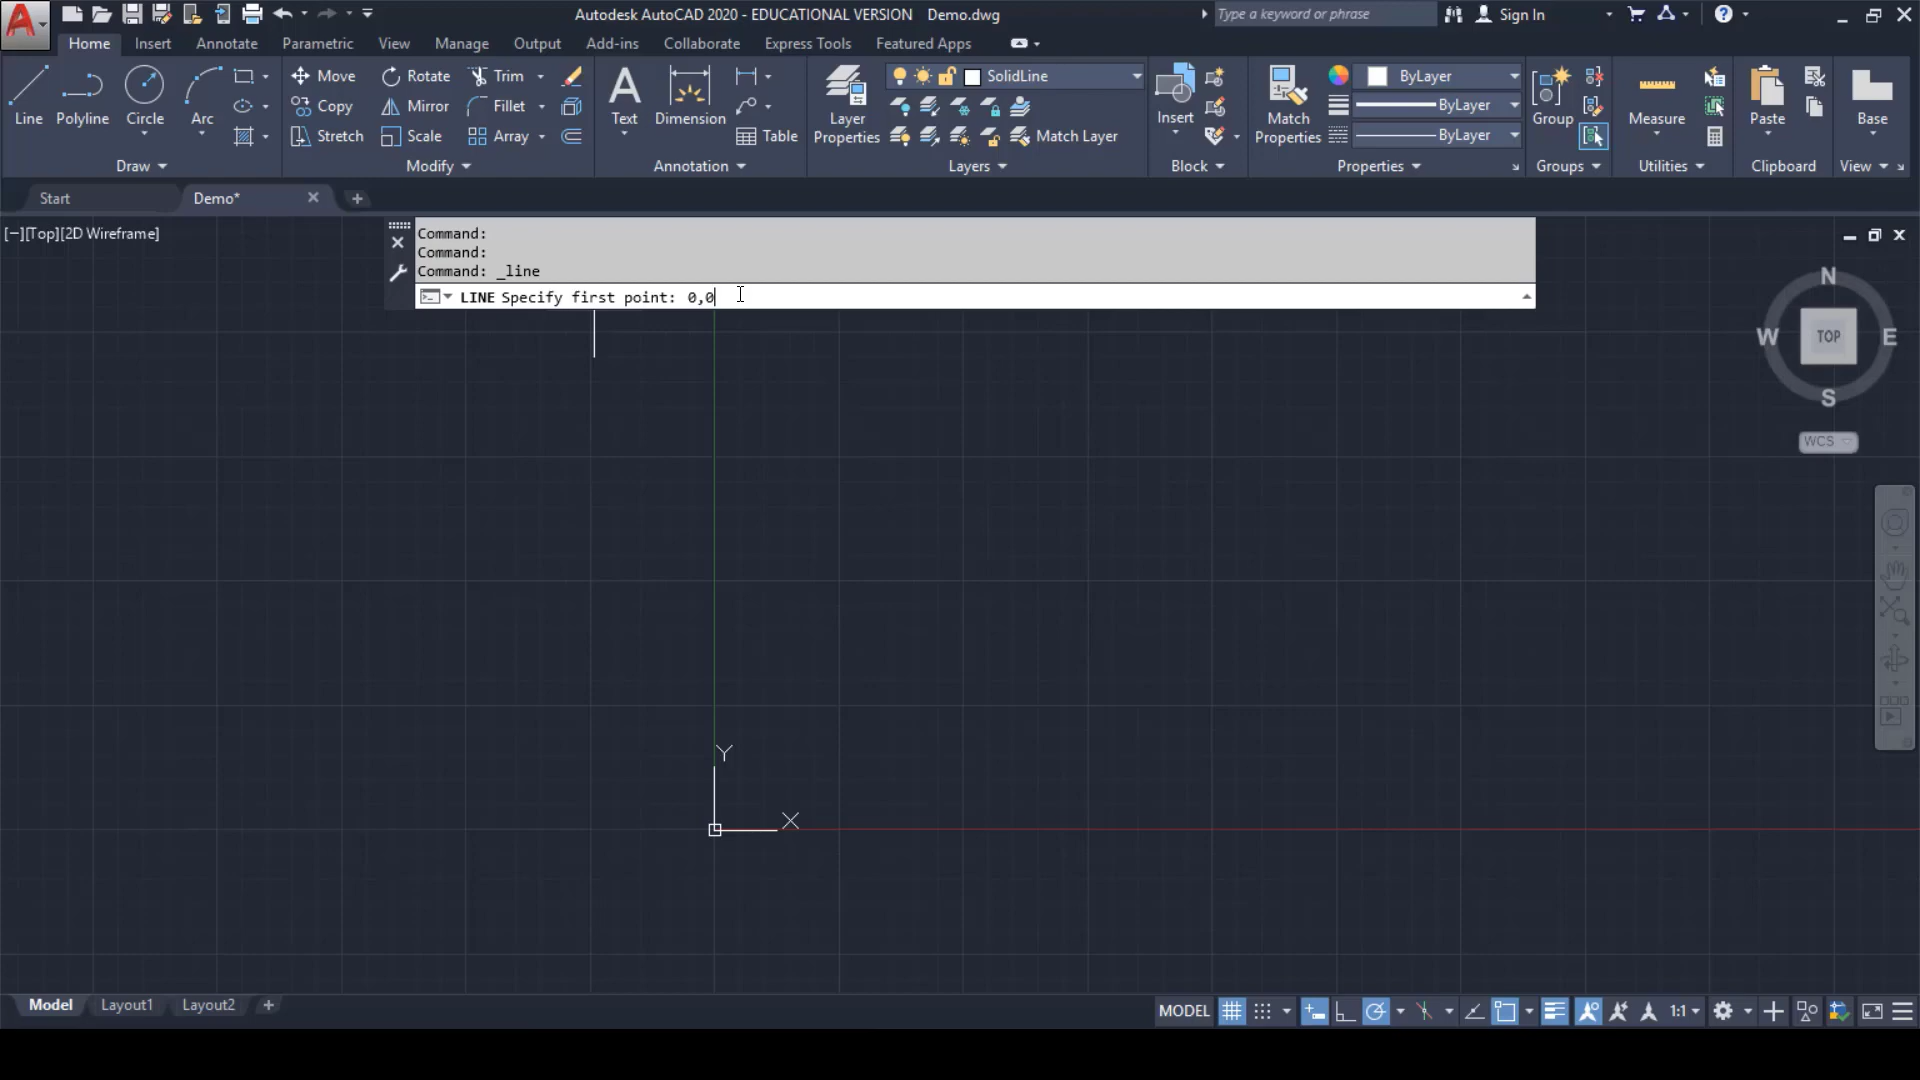 Autodesk AutoCAD 2020 - EDUCATIONAL VERSION Demo.dwg
Type a keyword or phrase
Sign In
Home Insert Annotate Parametric View Manage Output Add-ins Collaborate Express Tools Featured Apps
Line
Polyline
Circle
Arc
Draw
Move
Rotate
Trim
Copy
Mirror
Fillet
Stretch
Scale
Array
Modify
Text
Dimension
Table
Annotation
Layer
Properties
SolidLine
Match Layer
Layers
Insert
Block
Match
Properties
ByLayer
ByLayer
ByLayer
Properties
Group
Groups
Measure
Utilities
Paste
Clipboard
Base
View
Start
Demo*
[−][Top][2D Wireframe]
Command:
Command:
Command: _line
LINE Specify first point: 0,0
N
W
TOP
E
S
WCS
Y
X
Model
Layout1
Layout2
MODEL
1:1